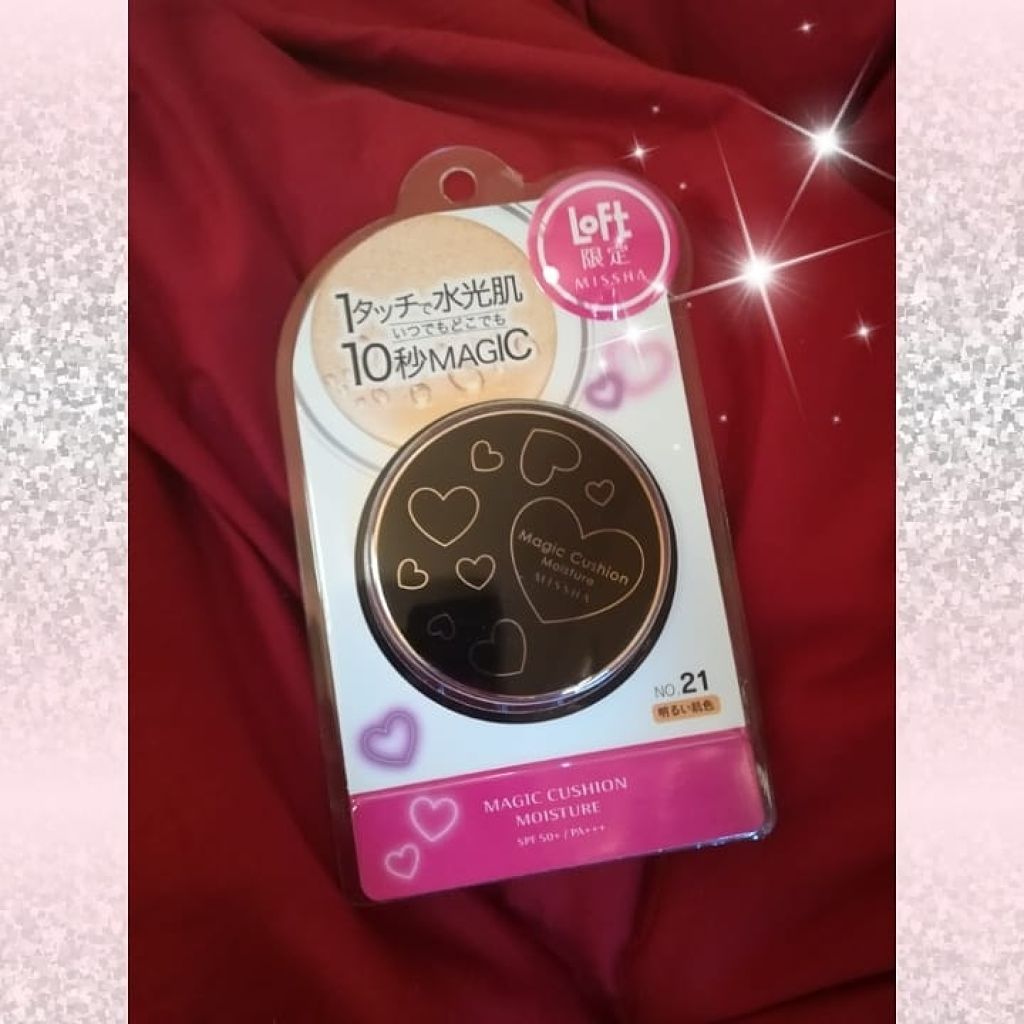 Loft
限定
MISSHA
1タッチで水光肌
いつでもどこでも
10秒MAGIC
Magic Cushion
Moisture
MISSHA
NO.21
明るい肌色
MAGIC CUSHION
MOISTURE
SPF 50+ / PA+++